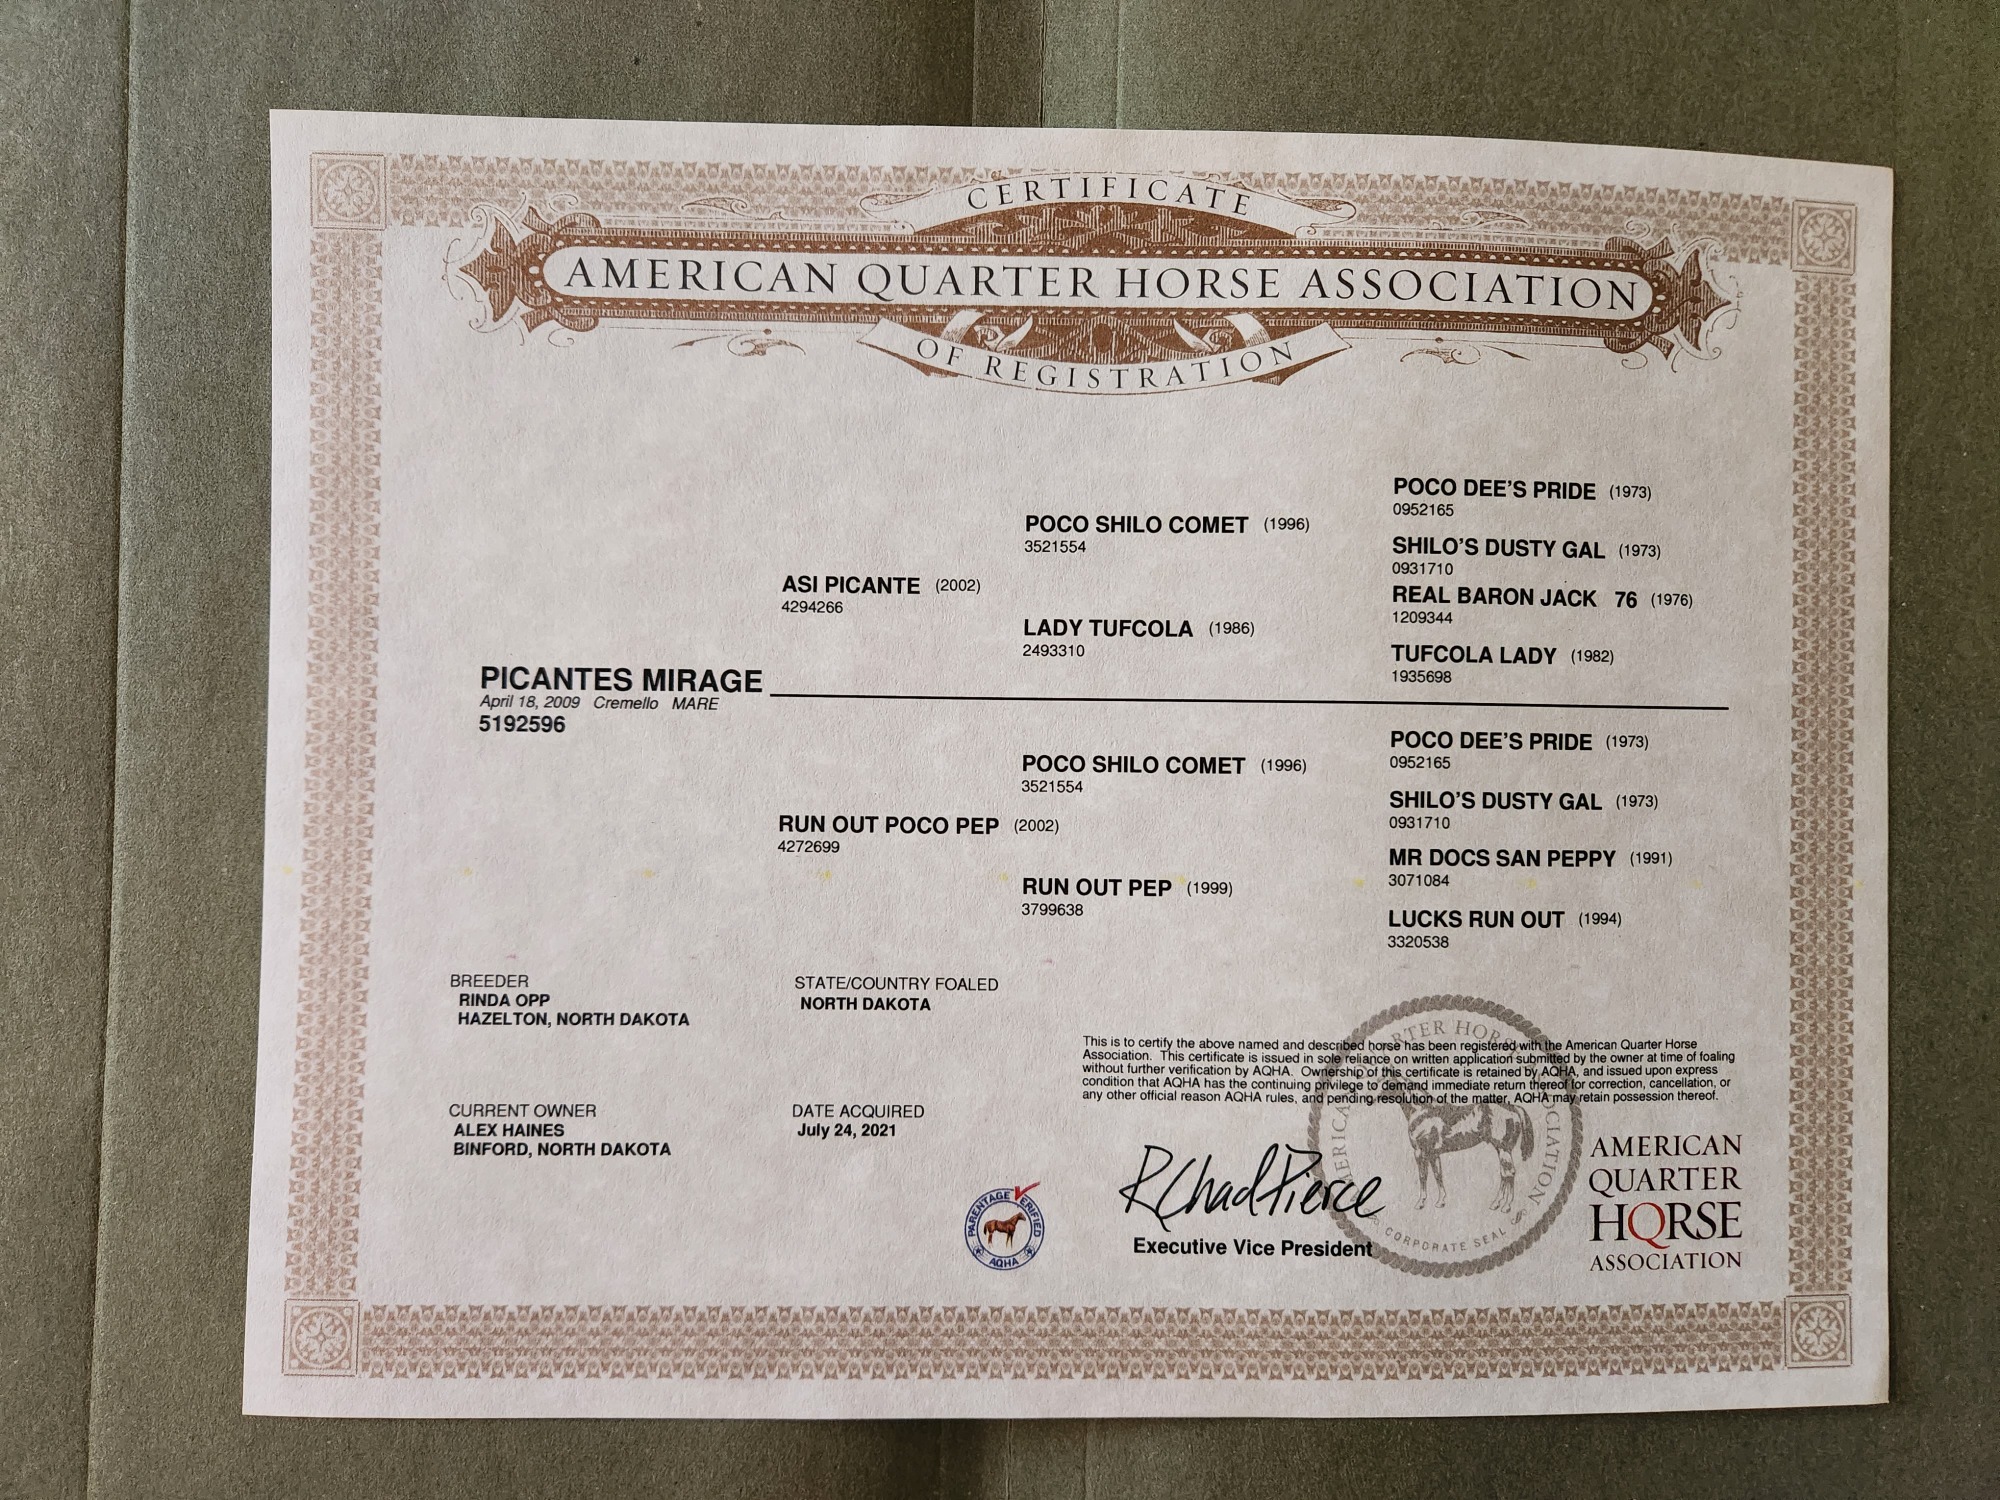 CERTIFICATE
AMERICAN QUARTER HORSE ASSOCIATION
OF REGISTRATION
POCO DEE'S PRIDE (1973)
0952165
POCO SHILO COMET (1996)
3521554
SHILO'S DUSTY GAL (1973)
0931710
ASI PICANTE (2002)
4294266
REAL BARON JACK 76 (1976)
1209344
LADY TUFCOLA (1986)
2493310
TUFCOLA LADY (1982)
1935698
PICANTES MIRAGE
April 18, 2009 Cremello MARE
5192596
POCO DEE'S PRIDE (1973)
0952165
POCO SHILO COMET (1996)
3521554
SHILO'S DUSTY GAL (1973)
0931710
RUN OUT POCO PEP (2002)
4272699
MR DOCS SAN PEPPY (1991)
3071084
RUN OUT PEP (1999)
3799638
LUCKS RUN OUT (1994)
3320538
BREEDER
RINDA OPP
HAZELTON, NORTH DAKOTA
STATE/COUNTRY FOALED
NORTH DAKOTA
This is to certify the above named and described horse has been registered with the American Quarter Horse
Association. This certificate is issued in sole reliance on written application submitted by the owner at time of foaling
without further verification by AQHA. Ownership of this certificate is retained by AQHA, and issued upon express
condition that AQHA has the continuing privilege to demand immediate return thereof for correction, cancellation, or
any other official reason AQHA rules, and pending resolution of the matter, AQHA may retain possession thereof.
CURRENT OWNER
ALEX HAINES
BINFORD, NORTH DAKOTA
DATE ACQUIRED
July 24, 2021
PARENTAGE VERIFIED
AQHA
R Chad Pierce
Executive Vice President
CORPORATE SEAL
AMERICAN
QUARTER
HORSE
ASSOCIATION